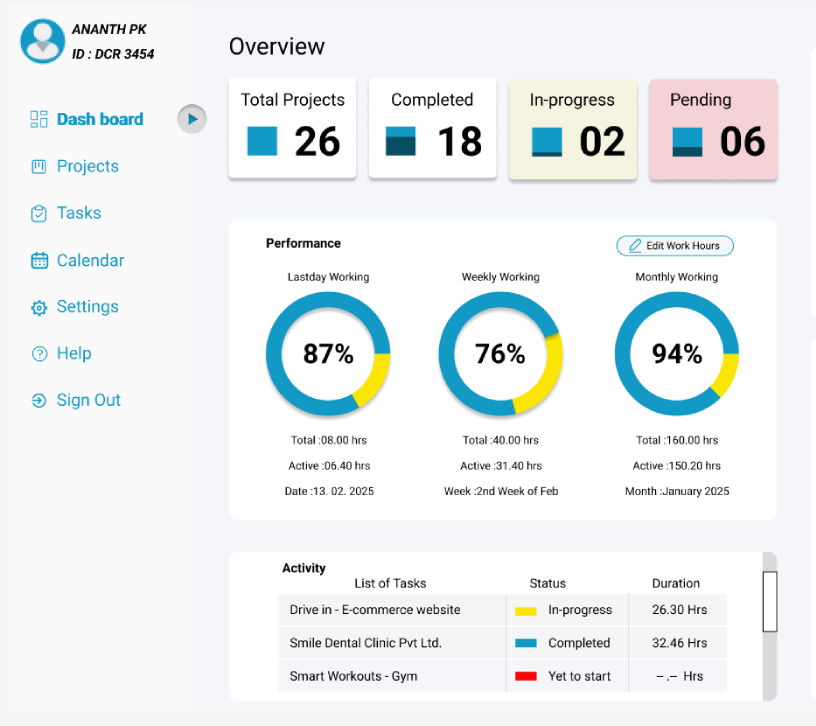 ANANTH PK
ID : DCR 3454
Dash board
Projects
Tasks
Calendar
Settings
Help
Sign Out
Overview
Total Projects
26
Completed
18
In-progress
02
Pending
06
Performance
Edit Work Hours
Lastday Working
87%
Total :08.00 hrs
Active :06.40 hrs
Date :13. 02. 2025
Weekly Working
76%
Total :40.00 hrs
Active :31.40 hrs
Week :2nd Week of Feb
Monthly Working
94%
Total :160.00 hrs
Active :150.20 hrs
Month :January 2025
Activity
List of Tasks Status Duration
Drive in - E-commerce website In-progress 26.30 Hrs
Smile Dental Clinic Pvt Ltd. Completed 32.46 Hrs
Smart Workouts - Gym Yet to start – .– Hrs